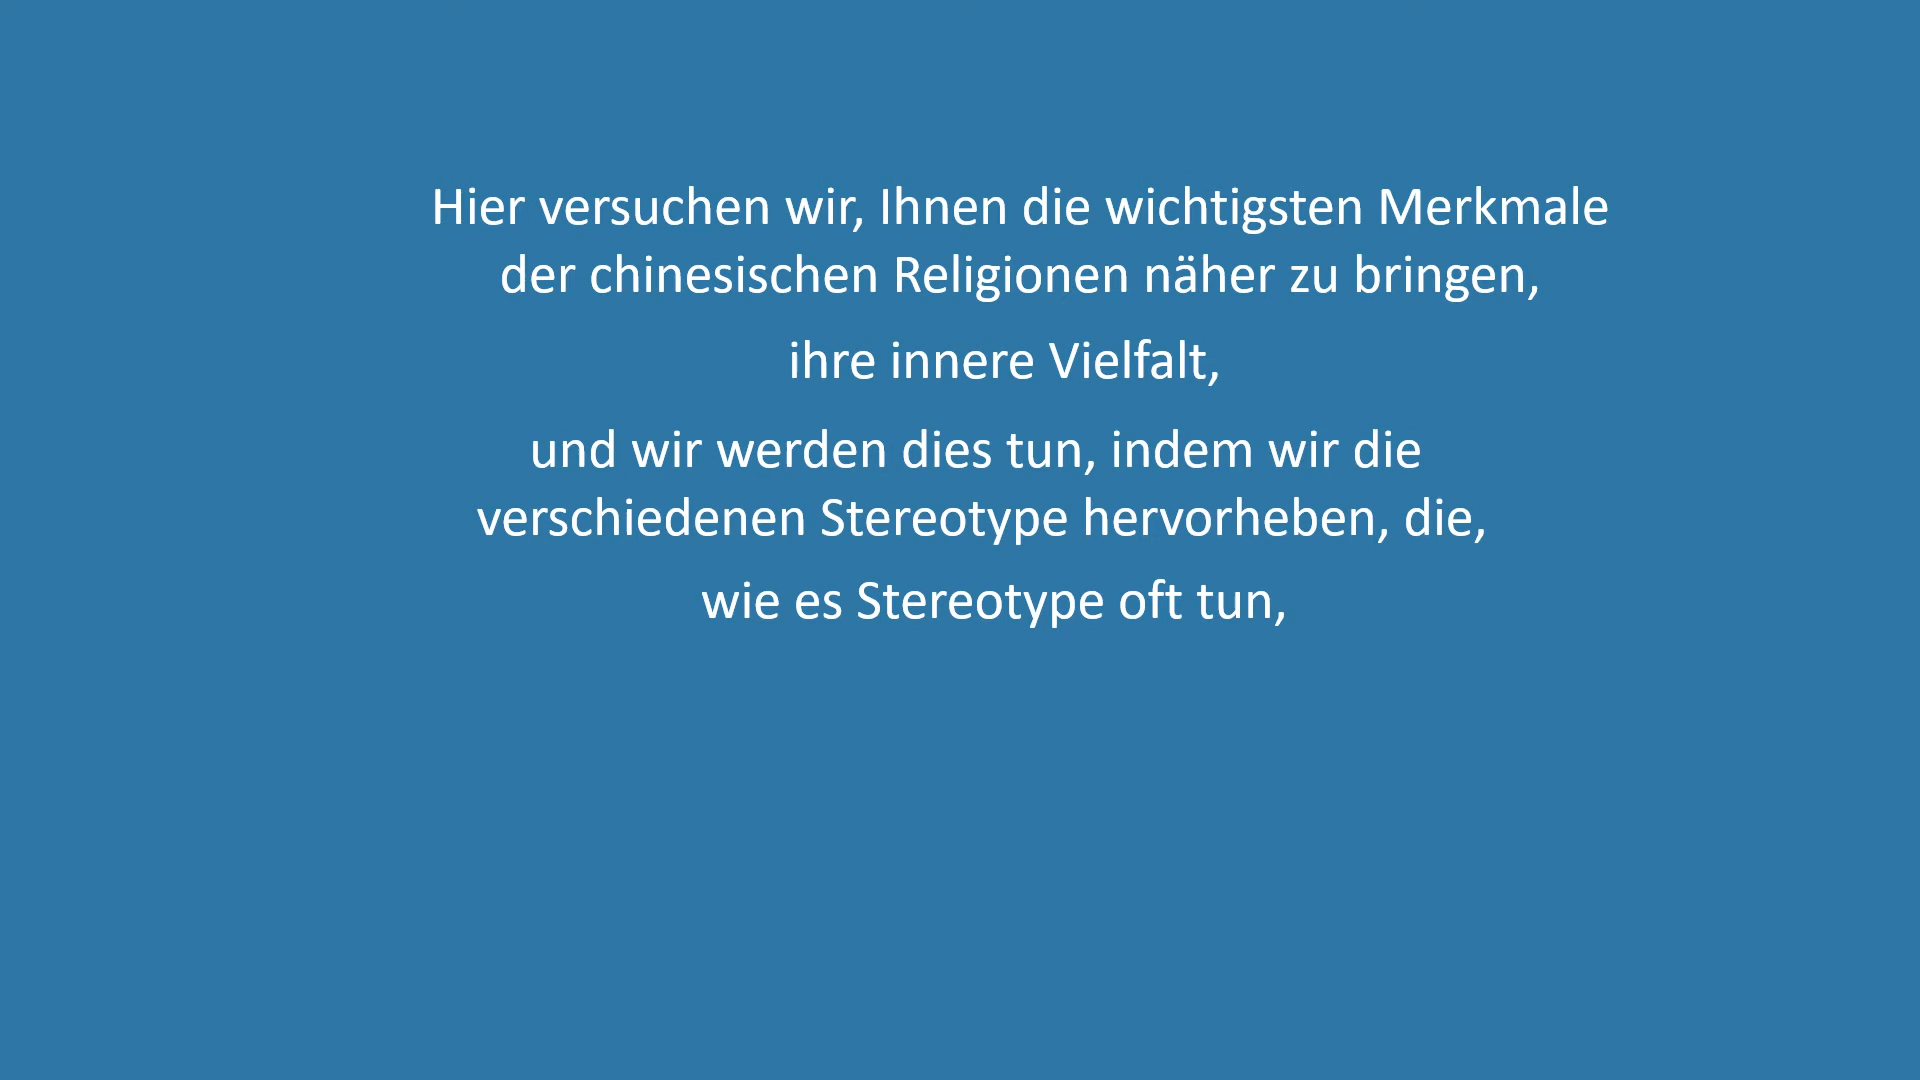 Hier versuchen wir, Ihnen die wichtigsten Merkmale
der chinesischen Religionen näher zu bringen,
ihre innere Vielfalt,
und wir werden dies tun, indem wir die
verschiedenen Stereotype hervorheben, die,
wie es Stereotype oft tun,